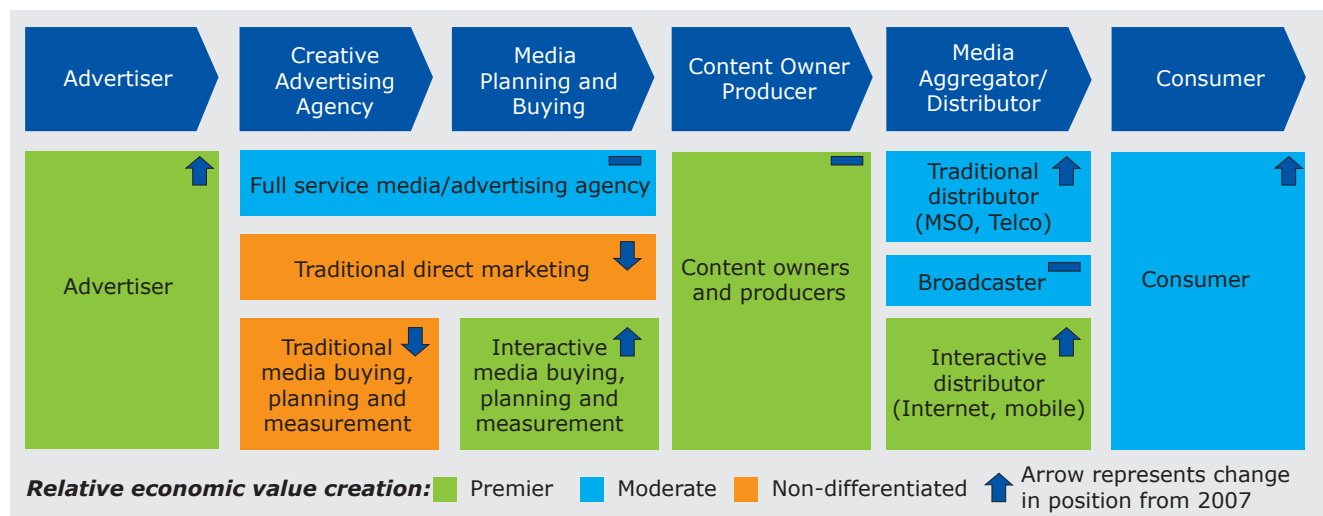 Advertiser
Creative
Advertising
Agency
Media
Planning and
Buying
Content Owner
Producer
Media
Aggregator/
Distributor
Consumer
Advertiser
Full service media/advertising agency
Traditional direct marketing
Traditional
media buying,
planning and
measurement
Interactive
media buying,
planning and
measurement
Content owners
and producers
Traditional
distributor
(MSO, Telco)
Broadcaster
Interactive
distributor
(Internet, mobile)
Consumer
Relative economic value creation:
Premier
Moderate
Non-differentiated
Arrow represents change
in position from 2007